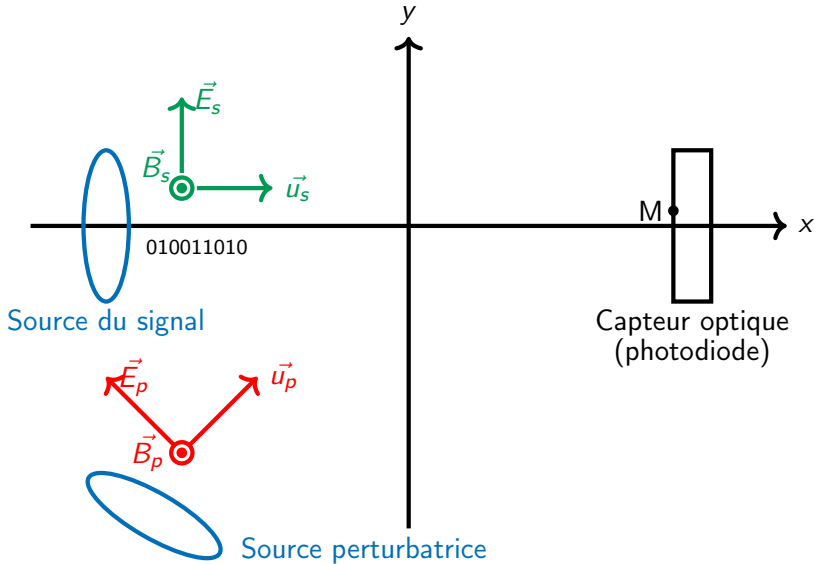 y
E⃗s
B⃗s
u⃗s
M
x
010011010
Source du signal
Capteur optique
(photodiode)
E⃗p
u⃗p
B⃗p
Source perturbatrice